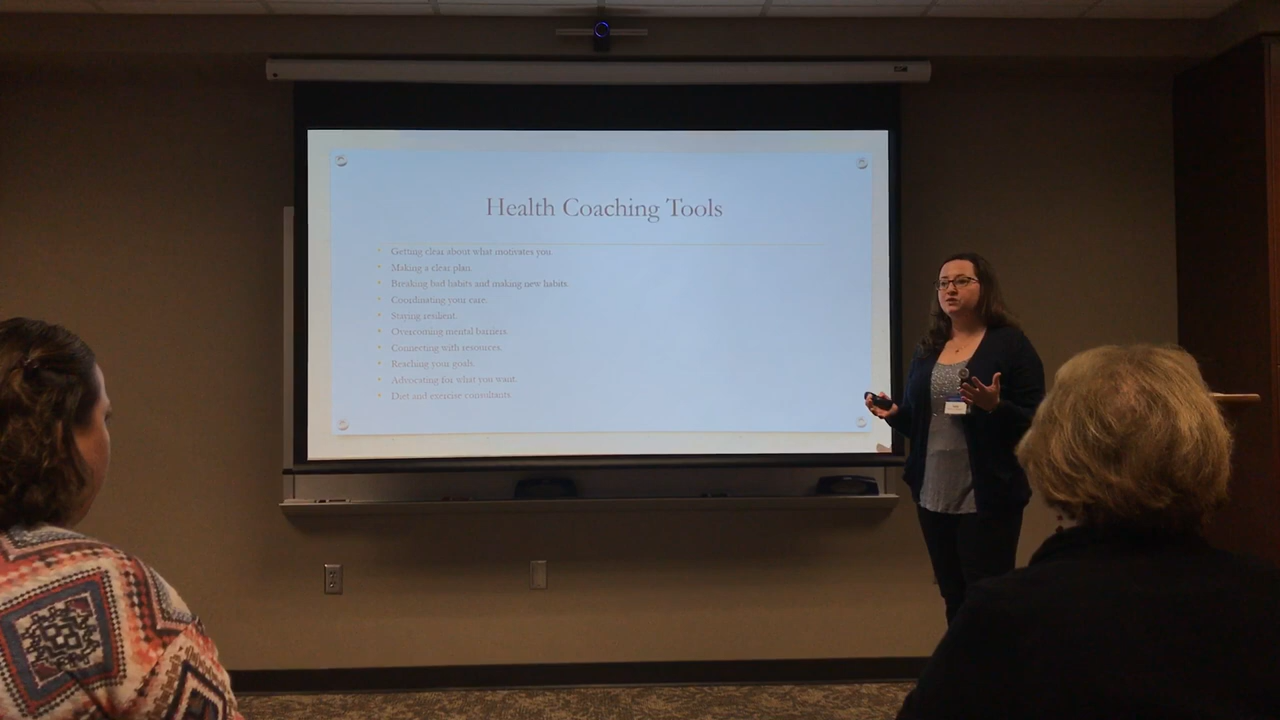 Health Coaching Tools
• Getting clear about what motivates you.
• Making a clear plan.
• Breaking bad habits and making new habits.
• Coordinating your care.
• Staying resilient.
• Overcoming mental barriers.
• Connecting with resources.
• Reaching your goals.
• Advocating for what you want.
• Diet and exercise consultants